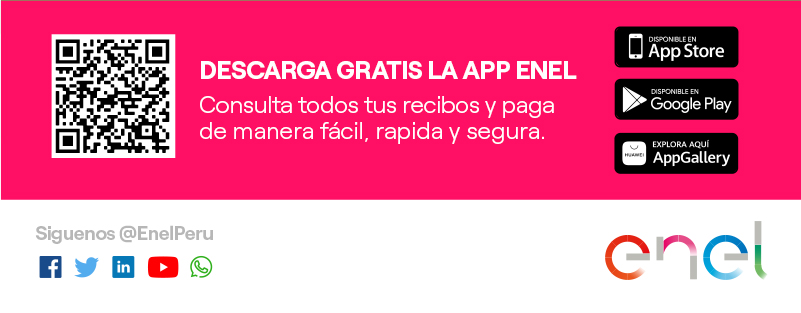 DESCARGA GRATIS LA APP ENEL
Consulta todos tus recibos y paga
de manera fácil, rapida y segura.
DISPONIBLE EN
App Store
DISPONIBLE EN
Google Play
HUAWEI
EXPLORA AQUÍ
AppGallery
Siguenos @EnelPeru
enel